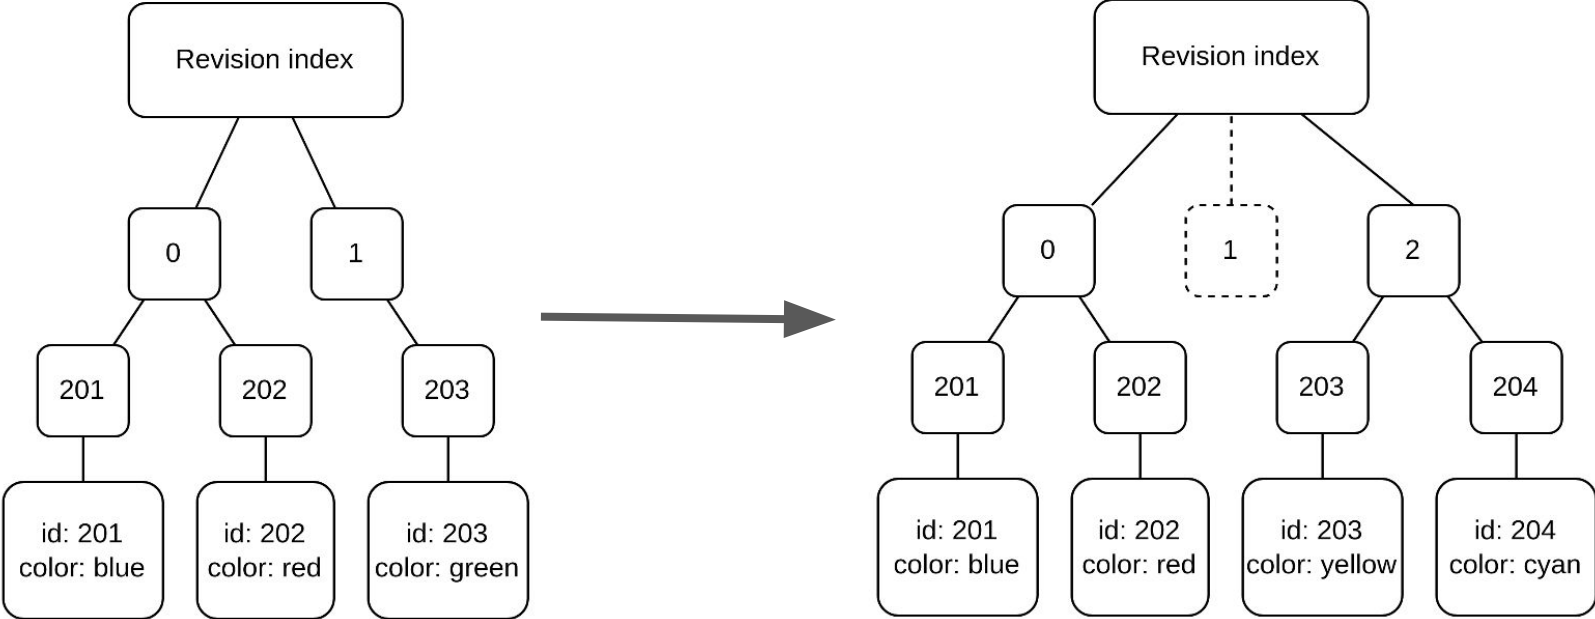 Revision index
0
1
201
202
203
id: 201
color: blue
id: 202
color: red
id: 203
color: green
Revision index
0
1
2
201
202
203
204
id: 201
color: blue
id: 202
color: red
id: 203
color: yellow
id: 204
color: cyan